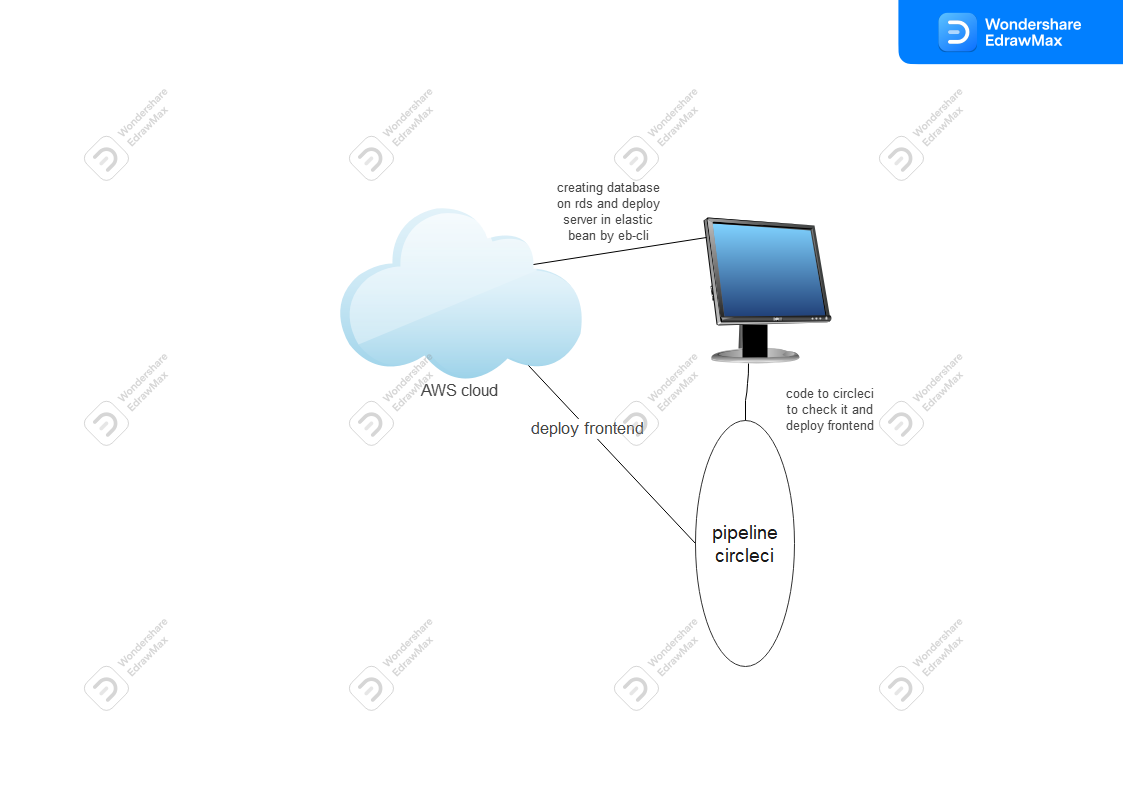 Wondershare
EdrawMax
Wondershare
EdrawMax
Wondershare
EdrawMax
Wondershare
EdrawMax
Wondershare
EdrawMax
creating database
on rds and deploy
server in elastic
bean by eb-cli
Wondershare
EdrawMax
Wondershare
EdrawMax
Wondershare
EdrawMax
Wondershare
EdrawMax
AWS cloud
code to circleci
to check it and
deploy frontend
deploy frontend
pipeline
circleci
Wondershare
EdrawMax
Wondershare
EdrawMax
Wondershare
EdrawMax
Wondershare
EdrawMax